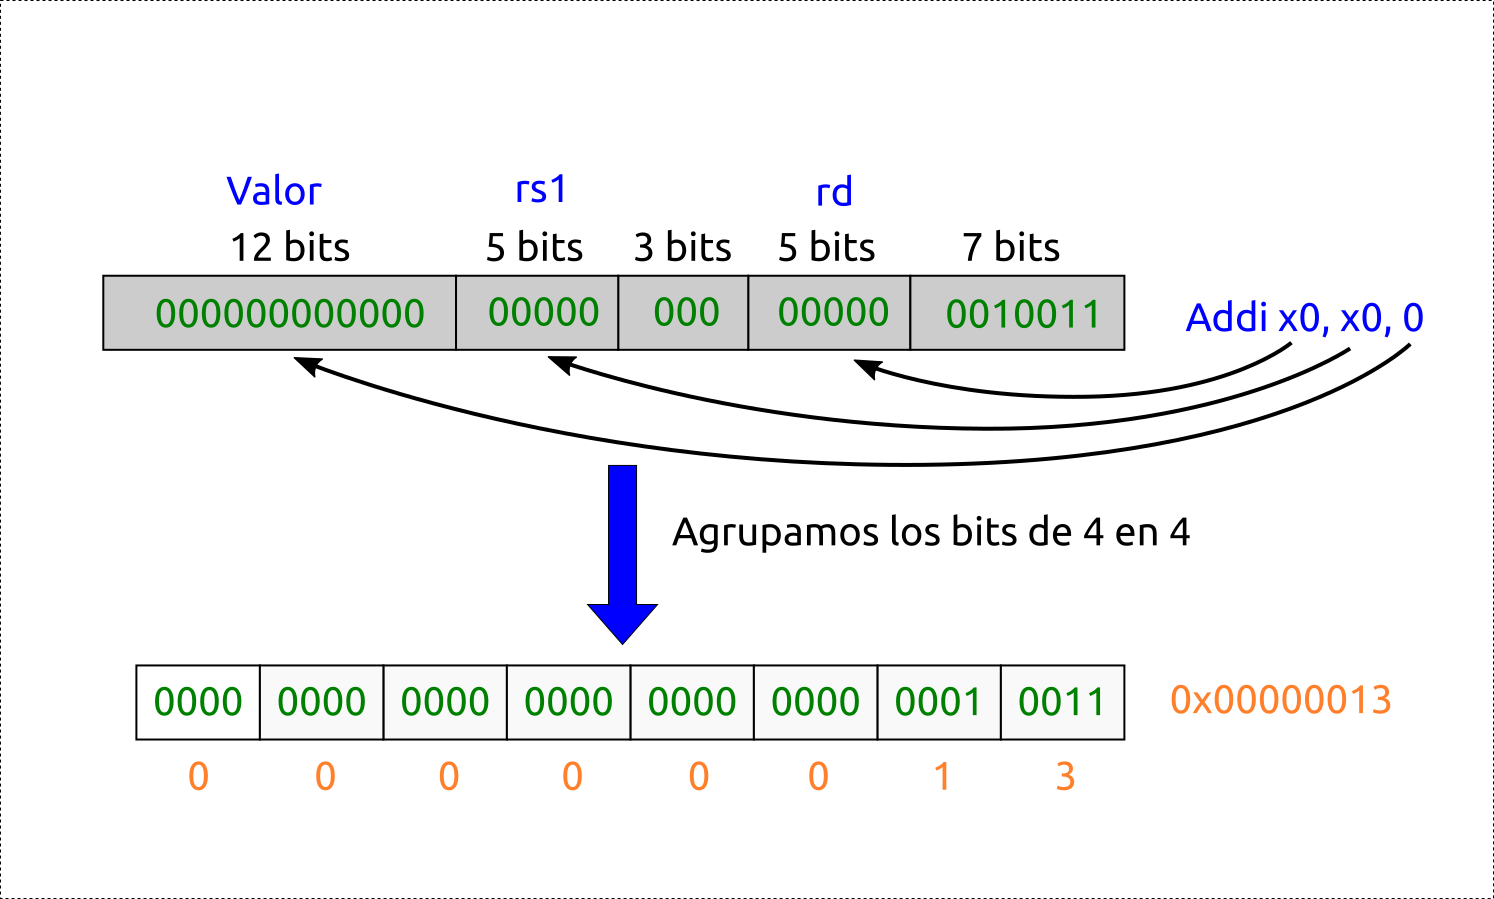 Valor rs1 rd
12 bits 5 bits 3 bits 5 bits 7 bits
000000000000 00000 000 00000 0010011 Addi x0, x0, 0
Agrupamos los bits de 4 en 4
0000 0000 0000 0000 0000 0000 0001 0011 0x00000013
0 0 0 0 0 0 1 3